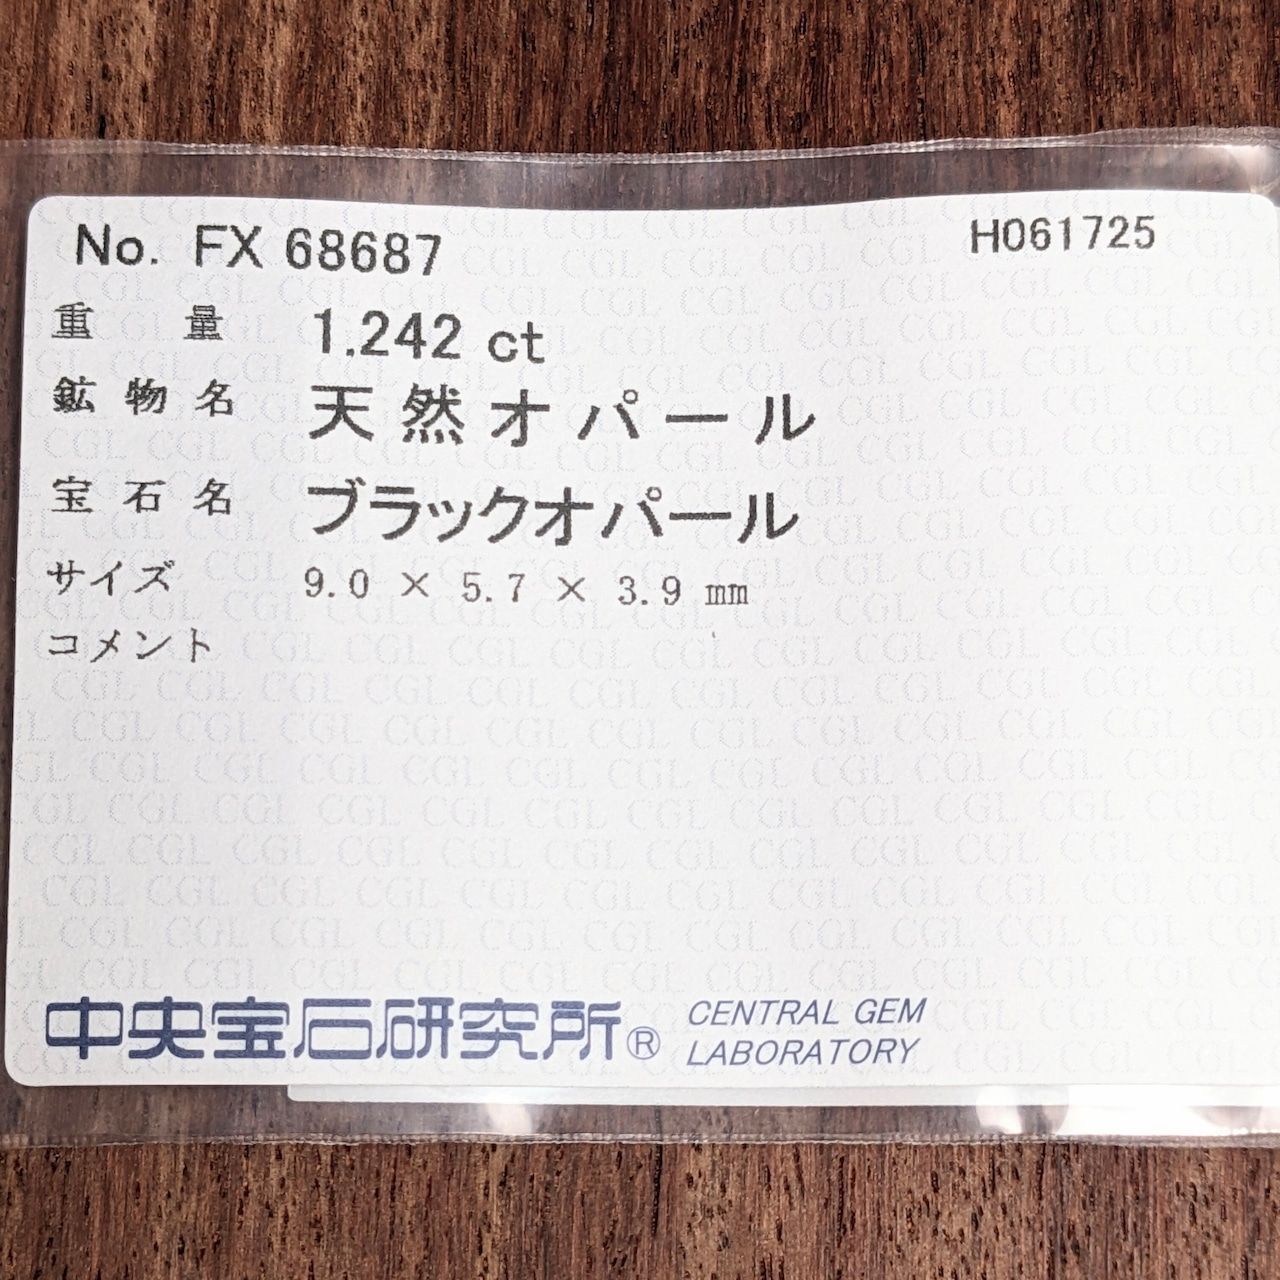 No. FX 68687 H061725
重量 1.242 ct
鉱物名 天然オパール
宝石名 ブラックオパール
サイズ 9.0 × 5.7 × 3.9 mm
コメント
中央宝石研究所® CENTRAL GEM LABORATORY